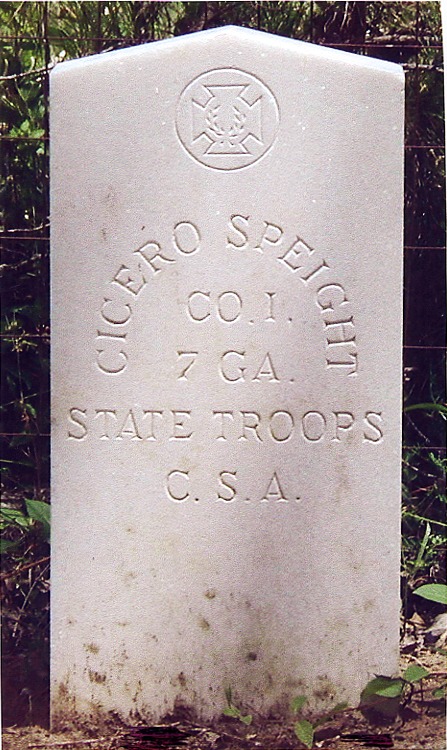 CICERO SPEIGHT
CO. I.
7 GA.
STATE TROOPS
C. S. A.